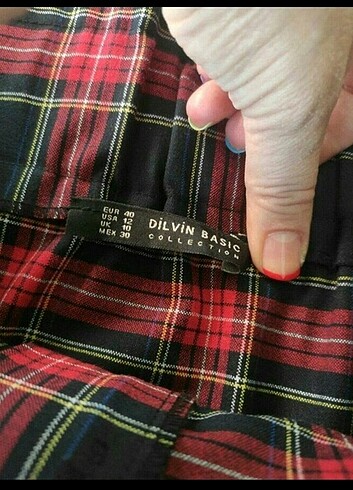 EUR 40
USA 12
UK 10
MEX 30
DİLVİN BASIC
COLLECTION